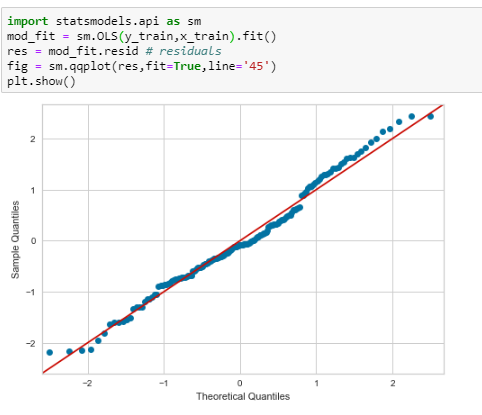 import statsmodels.api as sm
mod_fit = sm.OLS(y_train,x_train).fit()
res = mod_fit.resid # residuals
fig = sm.qqplot(res,fit=True,line='45')
plt.show()
2
1
0
−1
−2
Sample Quantiles
−2 −1 0 1 2
Theoretical Quantiles